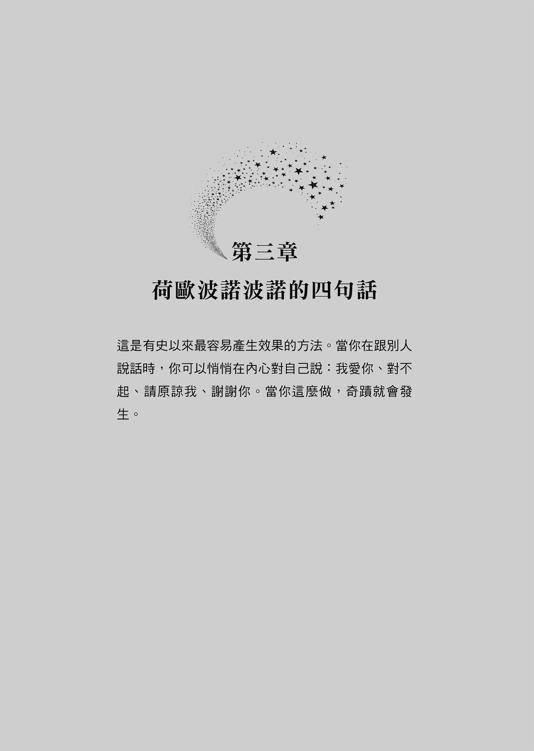 第三章
荷歐波諾波諾的四句話
這是有史以來最容易產生效果的方法。當你在跟別人
說話時，你可以悄悄在內心對自己說：我愛你、對不
起、請原諒我、謝謝你。當你這麼做，奇蹟就會發
生。